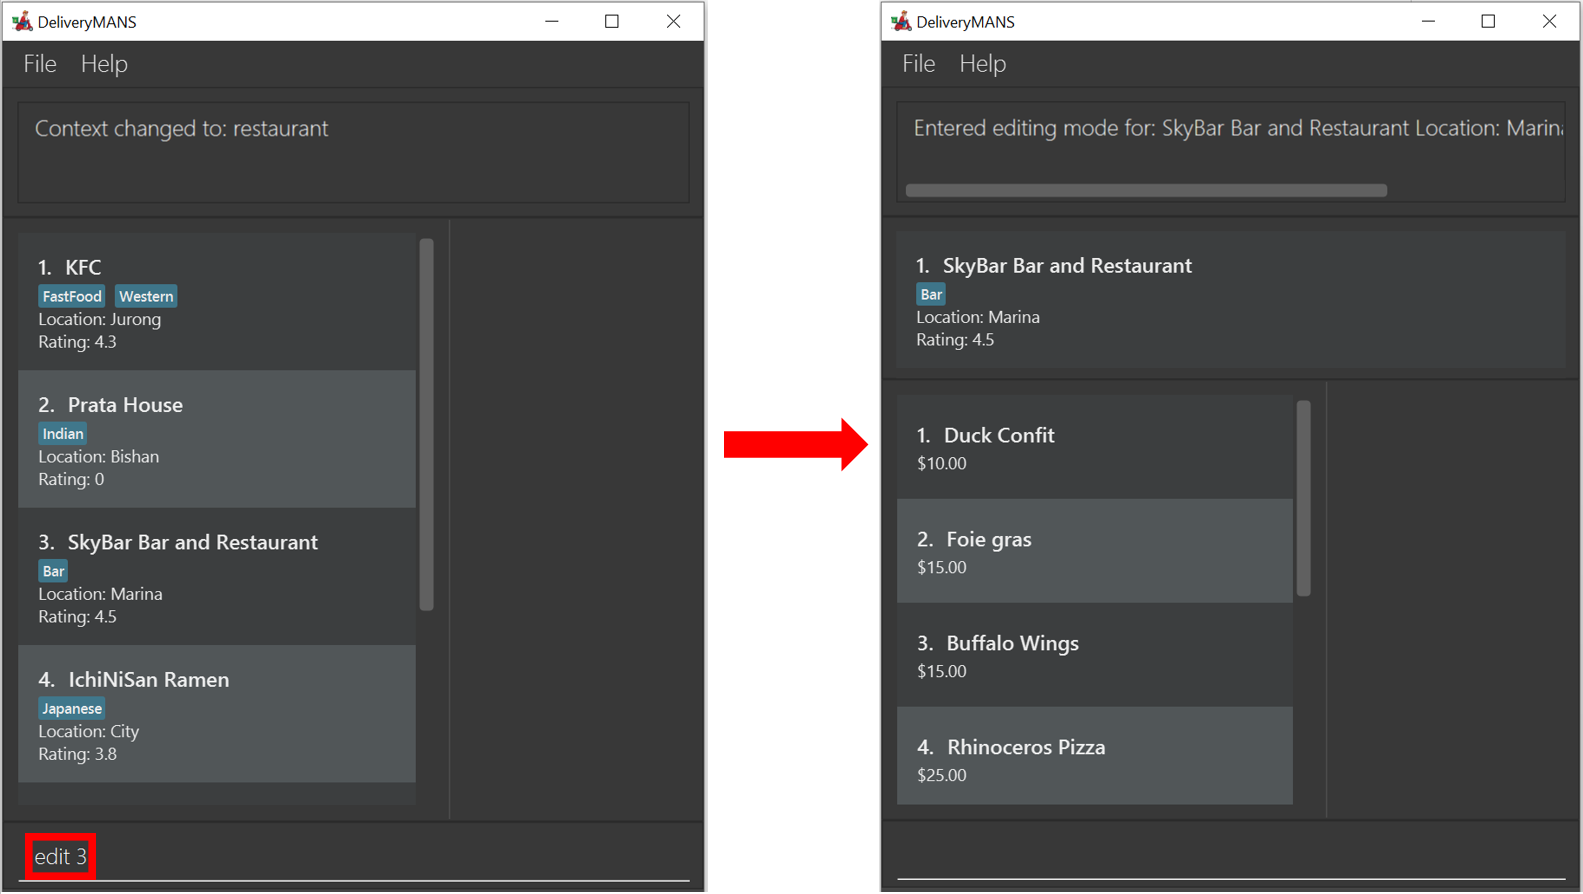 DeliveryMANS
File Help
Context changed to: restaurant
1. KFC
FastFood Western
Location: Jurong
Rating: 4.3
2. Prata House
Indian
Location: Bishan
Rating: 0
3. SkyBar Bar and Restaurant
Bar
Location: Marina
Rating: 4.5
4. IchiNiSan Ramen
Japanese
Location: City
Rating: 3.8
edit 3
DeliveryMANS
File Help
Entered editing mode for: SkyBar Bar and Restaurant Location: Marina
1. SkyBar Bar and Restaurant
Bar
Location: Marina
Rating: 4.5
1. Duck Confit
$10.00
2. Foie gras
$15.00
3. Buffalo Wings
$15.00
4. Rhinoceros Pizza
$25.00